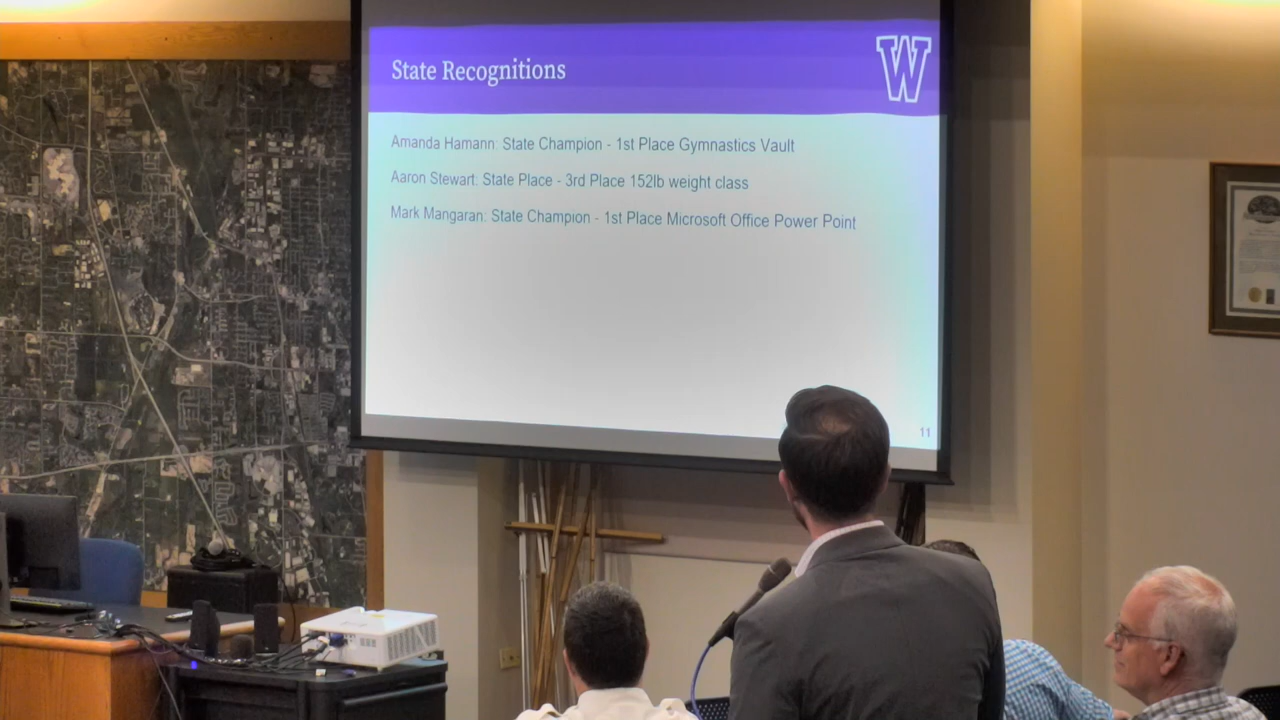 State Recognitions
W
Amanda Hamann: State Champion - 1st Place Gymnastics Vault
Aaron Stewart: State Place - 3rd Place 152lb weight class
Mark Mangaran: State Champion - 1st Place Microsoft Office Power Point
11